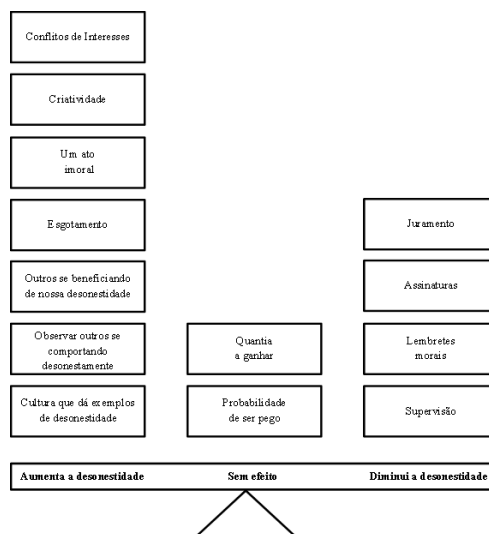 Conflitos de Interesses
Criatividade
Um ato
imoral
Esgotamento
Outros se beneficiando
de nossa desonestidade
Observar outros se
comportando
desonestamente
Cultura que dá exemplos
de desonestidade
Quantia
a ganhar
Probabilidade
de ser pego
Juramento
Assinaturas
Lembretes
morais
Supervisão
Aumenta a desonestidade
Sem efeito
Diminui a desonestidade